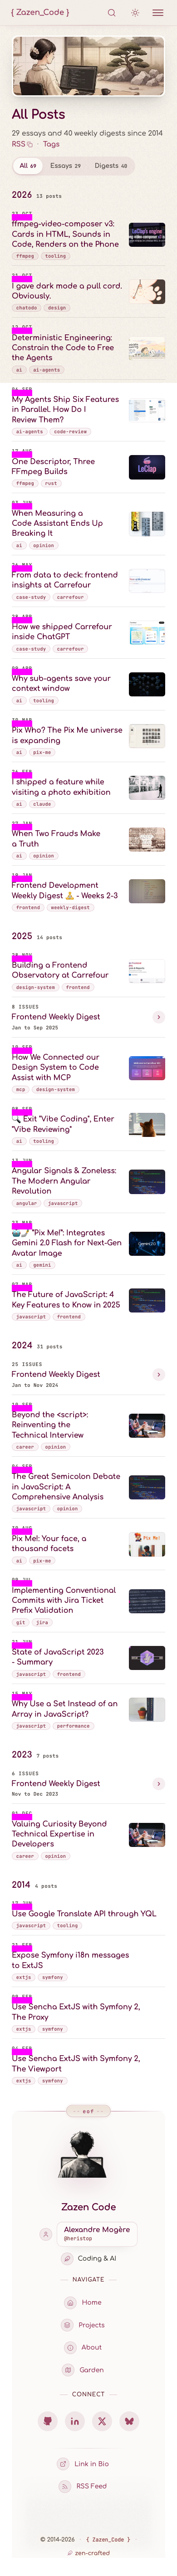 { Zazen_Code }
All Posts
29 essays and 40 weekly digests since 2014
RSS · Tags
All 69 Essays 29 Digests 40
2026 13 posts
ffmpeg-video-composer v3:
Cards in HTML, Sounds in
Code, Renders on the Phone
ffmpeg tooling
I gave dark mode a pull cord.
Obviously.
chatodo design
Deterministic Engineering:
Constrain the Code to Free
the Agents
ai ai-agents
My Agents Ship Six Features
in Parallel. How Do I
Review Them?
ai-agents code-review
One Descriptor, Three
FFmpeg Builds
ffmpeg rust
When Measuring a
Code Assistant Ends Up
Breaking It
ai opinion
From data to deck: frontend
insights at Carrefour
case-study carrefour
How we shipped Carrefour
inside ChatGPT
case-study carrefour
Why sub-agents save your
context window
ai tooling
Pix Who? The Pix Me universe
is expanding
ai pix-me
I shipped a feature while
visiting a photo exhibition
ai claude
When Two Frauds Make
a Truth
ai opinion
Frontend Development
Weekly Digest 🧘 - Weeks 2-3
frontend weekly-digest
2025 14 posts
Building a Frontend
Observatory at Carrefour
design-system frontend
8 ISSUES
Frontend Weekly Digest
Jan to Sep 2025
How We Connected our
Design System to Code
Assist with MCP
mcp design-system
🔍 Exit "Vibe Coding", Enter
"Vibe Reviewing"
ai tooling
Angular Signals & Zoneless:
The Modern Angular
Revolution
angular javascript
"Pix Me!": Integrates
Gemini 2.0 Flash for Next-Gen
Avatar Image
ai gemini
The Future of JavaScript: 4
Key Features to Know in 2025
javascript frontend
2024 31 posts
25 ISSUES
Frontend Weekly Digest
Jan to Nov 2024
Beyond the <script>:
Reinventing the
Technical Interview
career opinion
The Great Semicolon Debate
in JavaScript: A
Comprehensive Analysis
javascript opinion
Pix Me!: Your face, a
thousand facets
ai pix-me
Implementing Conventional
Commits with Jira Ticket
Prefix Validation
git jira
State of JavaScript 2023
- Summary
javascript frontend
Why Use a Set Instead of an
Array in JavaScript?
javascript performance
2023 7 posts
6 ISSUES
Frontend Weekly Digest
Nov to Dec 2023
Valuing Curiosity Beyond
Technical Expertise in
Developers
career opinion
2014 4 posts
Use Google Translate API through YQL
javascript tooling
Expose Symfony i18n messages
to ExtJS
extjs symfony
Use Sencha ExtJS with Symfony 2,
The Proxy
extjs symfony
Use Sencha ExtJS with Symfony 2,
The Viewport
extjs symfony
eof
Zazen Code
Alexandre Mogère
@heristop
Coding & AI
NAVIGATE
Home
Projects
About
Garden
CONNECT
Link in Bio
RSS Feed
© 2014-2026 · { Zazen_Code }
zen-crafted